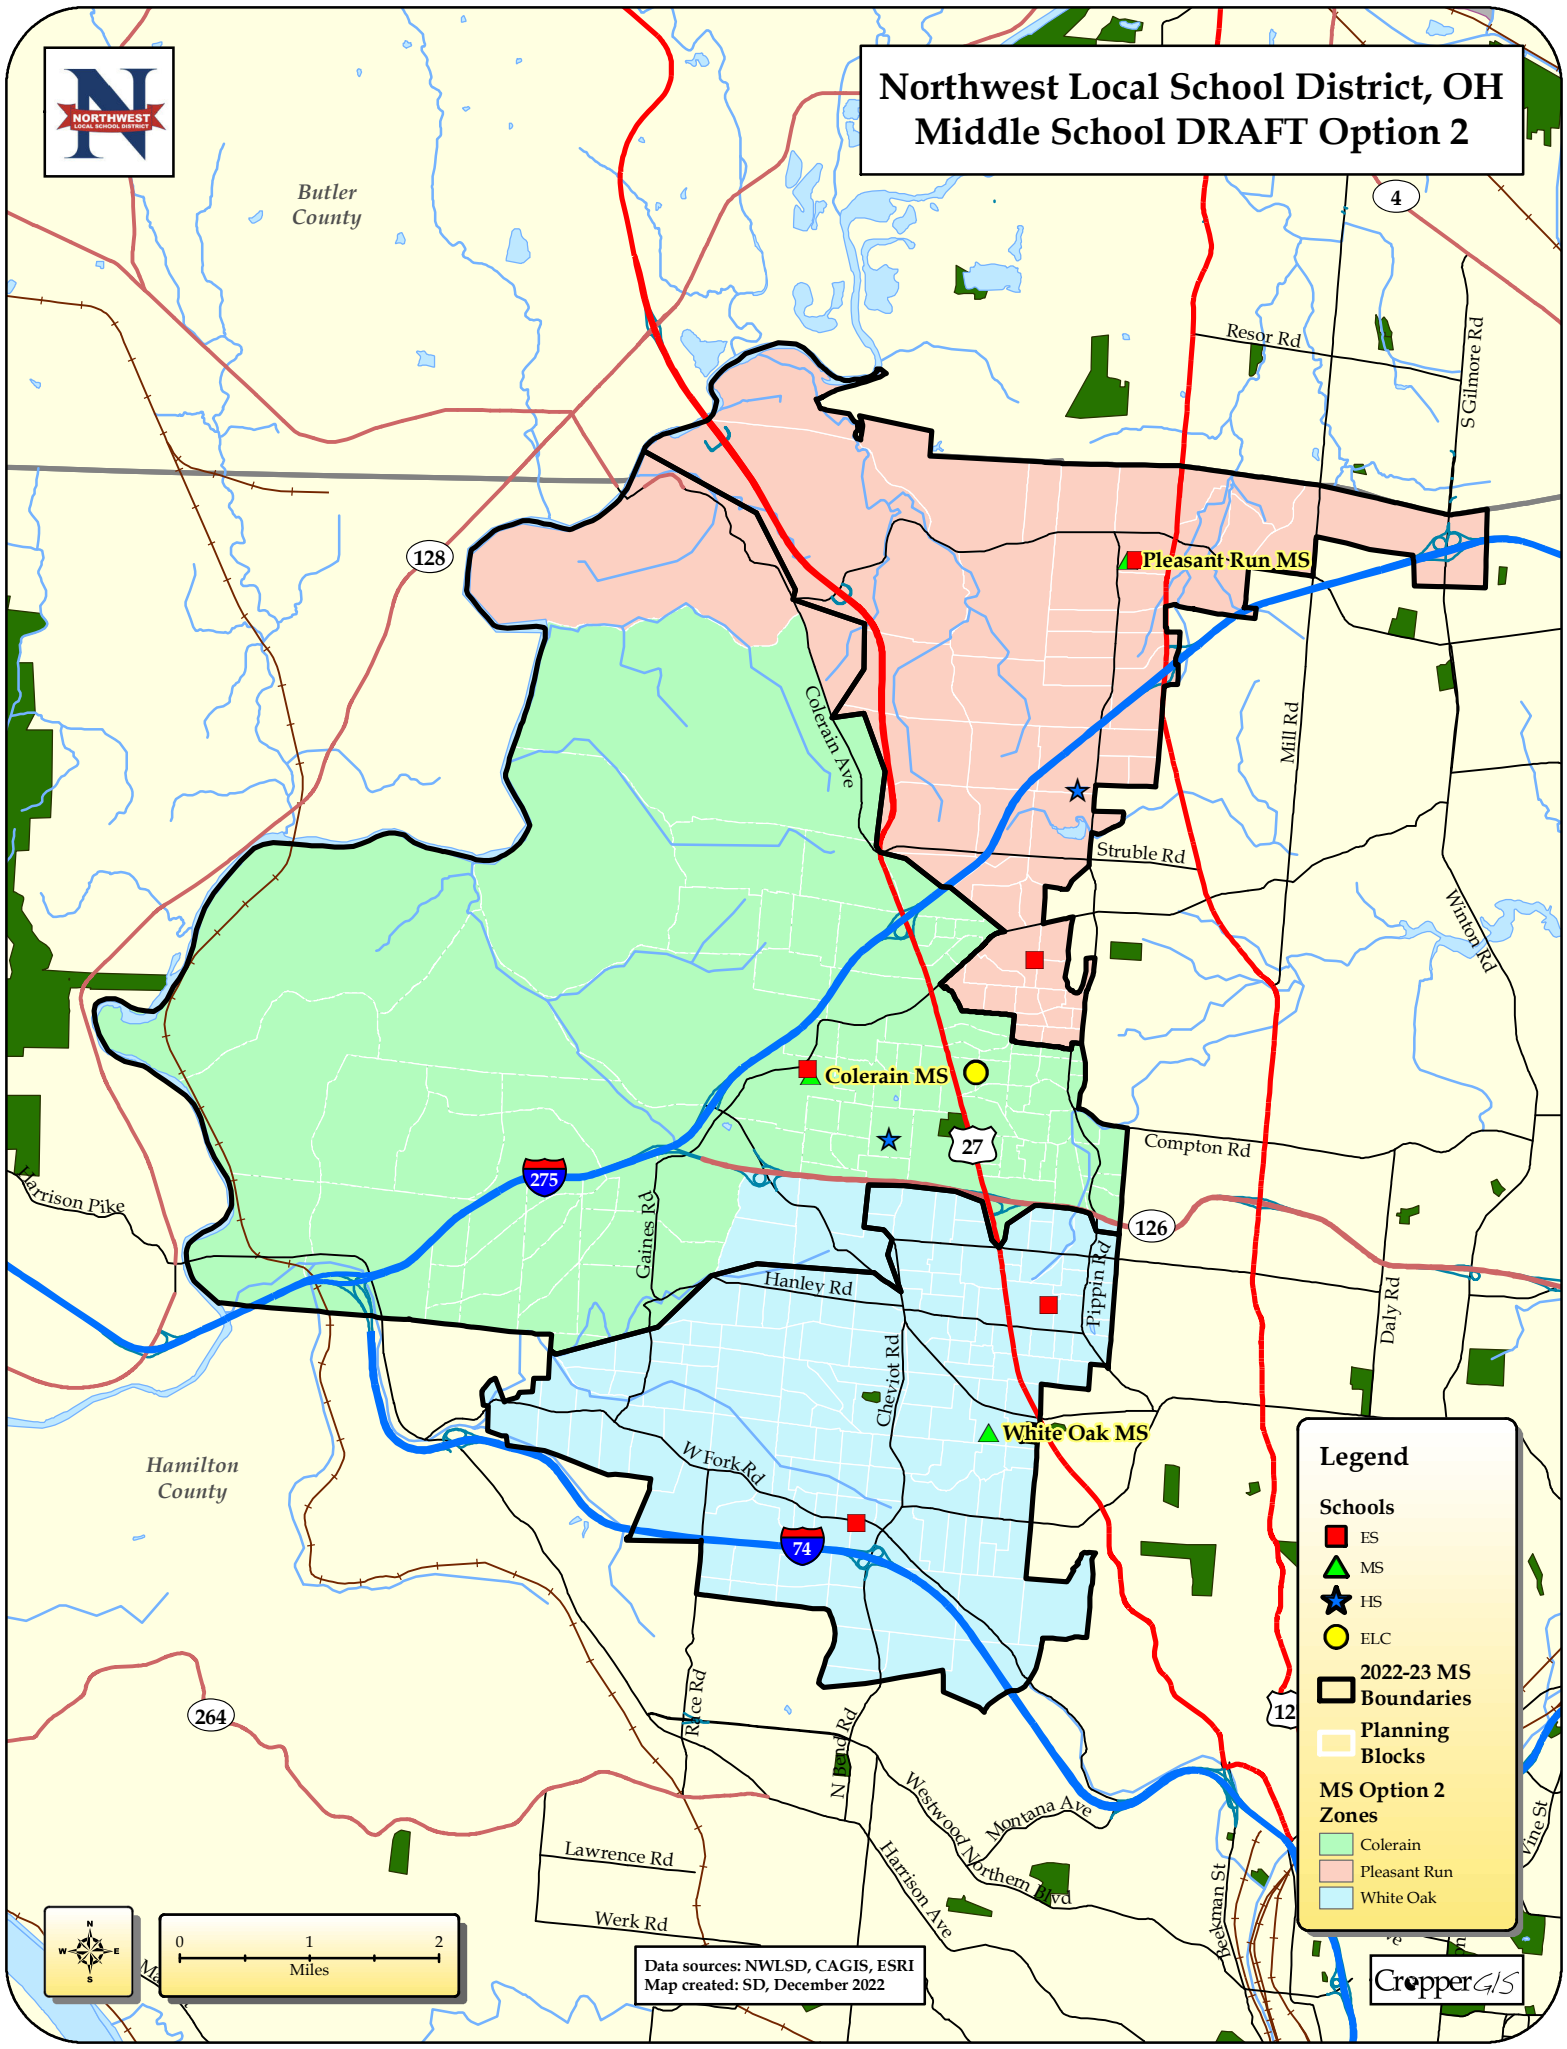 NORTHWEST
LOCAL SCHOOL DISTRICT
Northwest Local School District, OH
Middle School DRAFT Option 2
Butler
County
4
Resor Rd
S Gilmore Rd
128
Pleasant Run MS
Colerain Ave
Mill Rd
Struble Rd
Winton Rd
Colerain MS
27
Compton Rd
275
Harrison Pike
Gaines Rd
126
Hanley Rd
Pippin Rd
Daly Rd
Cheviot Rd
White Oak MS
W Fork Rd
Hamilton
County
74
264
Race Rd
N Bend Rd
Westwood Northern Blvd
Montana Ave
Harrison Ave
Lawrence Rd
Werk Rd
Beekman St
Vine St
12
Legend
Schools
ES
MS
HS
ELC
2022-23 MS
Boundaries
Planning
Blocks
MS Option 2
Zones
Colerain
Pleasant Run
White Oak
N
W E
S
0 1 2
Miles
Data sources: NWLSD, CAGIS, ESRI
Map created: SD, December 2022
Cropper GIS